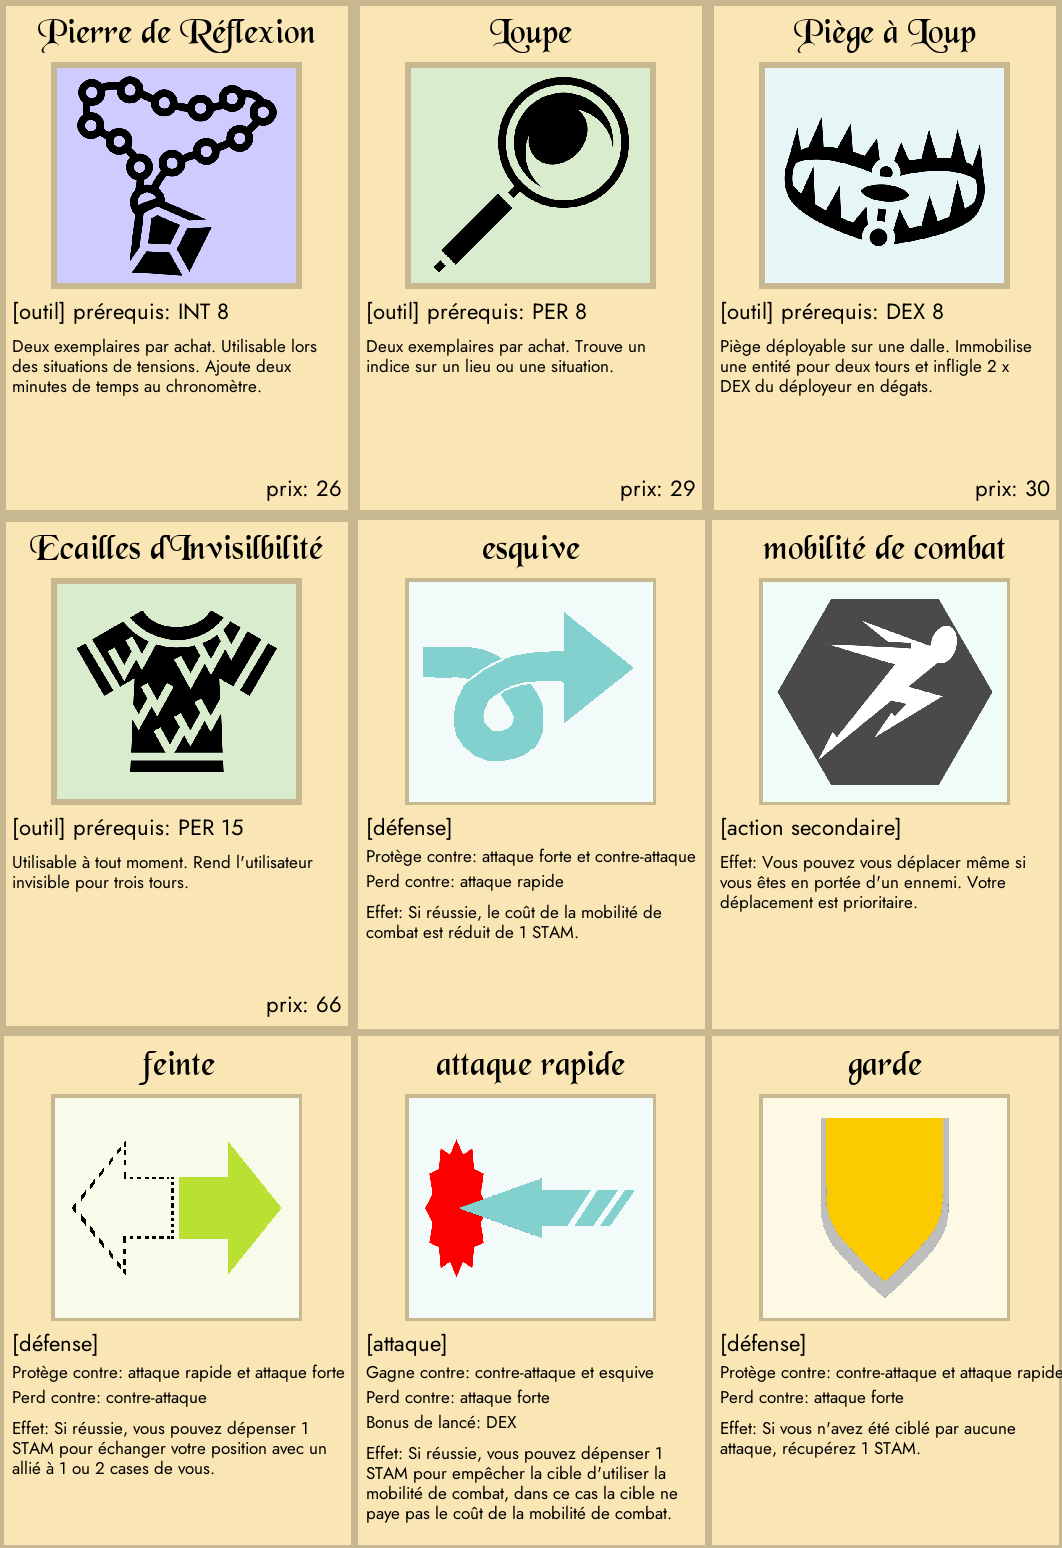 Pierre de Réflexion
[outil] prérequis: INT 8
Deux exemplaires par achat. Utilisable lors
des situations de tensions. Ajoute deux
minutes de temps au chronomètre.
prix: 26
Loupe
[outil] prérequis: PER 8
Deux exemplaires par achat. Trouve un
indice sur un lieu ou une situation.
prix: 29
Piège à Loup
[outil] prérequis: DEX 8
Piège déployable sur une dalle. Immobilise
une entité pour deux tours et infligle 2 x
DEX du déployeur en dégats.
prix: 30
Ecailles d'Invisilbilité
[outil] prérequis: PER 15
Utilisable à tout moment. Rend l'utilisateur
invisible pour trois tours.
prix: 66
esquive
[défense]
Protège contre: attaque forte et contre-attaque
Perd contre: attaque rapide
Effet: Si réussie, le coût de la mobilité de
combat est réduit de 1 STAM.
mobilité de combat
[action secondaire]
Effet: Vous pouvez vous déplacer même si
vous êtes en portée d'un ennemi. Votre
déplacement est prioritaire.
feinte
[défense]
Protège contre: attaque rapide et attaque forte
Perd contre: contre-attaque
Effet: Si réussie, vous pouvez dépenser 1
STAM pour échanger votre position avec un
allié à 1 ou 2 cases de vous.
attaque rapide
[attaque]
Gagne contre: contre-attaque et esquive
Perd contre: attaque forte
Bonus de lancé: DEX
Effet: Si réussie, vous pouvez dépenser 1
STAM pour empêcher la cible d'utiliser la
mobilité de combat, dans ce cas la cible ne
paye pas le coût de la mobilité de combat.
garde
[défense]
Protège contre: contre-attaque et attaque rapide
Perd contre: attaque forte
Effet: Si vous n'avez été ciblé par aucune
attaque, récupérez 1 STAM.